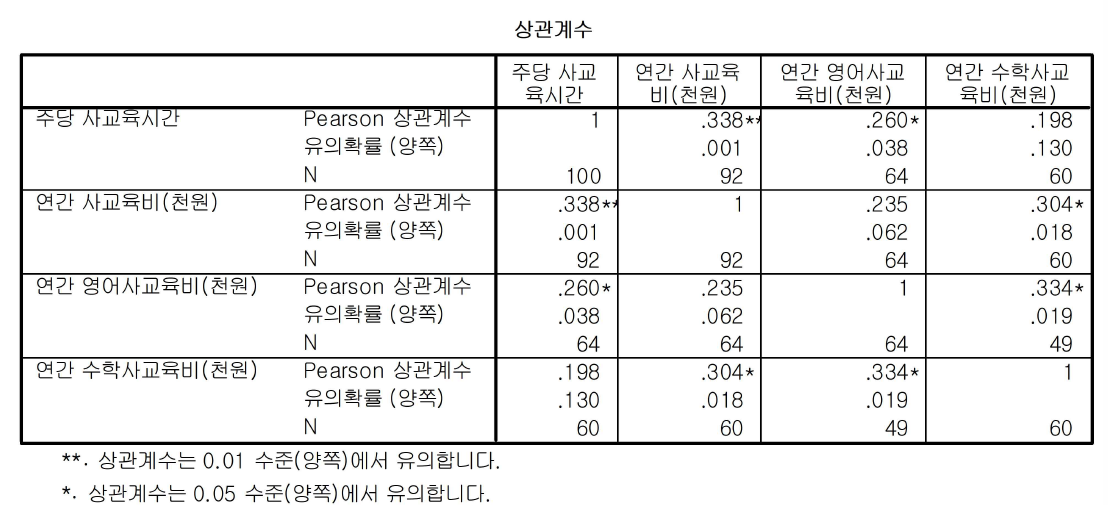 상관계수
주당 사교육시간 연간 사교육비(천원) 연간 영어사교육비(천원) 연간 수학사교육비(천원)
주당 사교육시간 Pearson 상관계수 1 .338** .260* .198
유의확률 (양쪽) .001 .038 .130
N 100 92 64 60
연간 사교육비(천원) Pearson 상관계수 .338** 1 .235 .304*
유의확률 (양쪽) .001 .062 .018
N 92 92 64 60
연간 영어사교육비(천원) Pearson 상관계수 .260* .235 1 .334*
유의확률 (양쪽) .038 .062 .019
N 64 64 64 49
연간 수학사교육비(천원) Pearson 상관계수 .198 .304* .334* 1
유의확률 (양쪽) .130 .018 .019
N 60 60 49 60
**. 상관계수는 0.01 수준(양쪽)에서 유의합니다.
*. 상관계수는 0.05 수준(양쪽)에서 유의합니다.